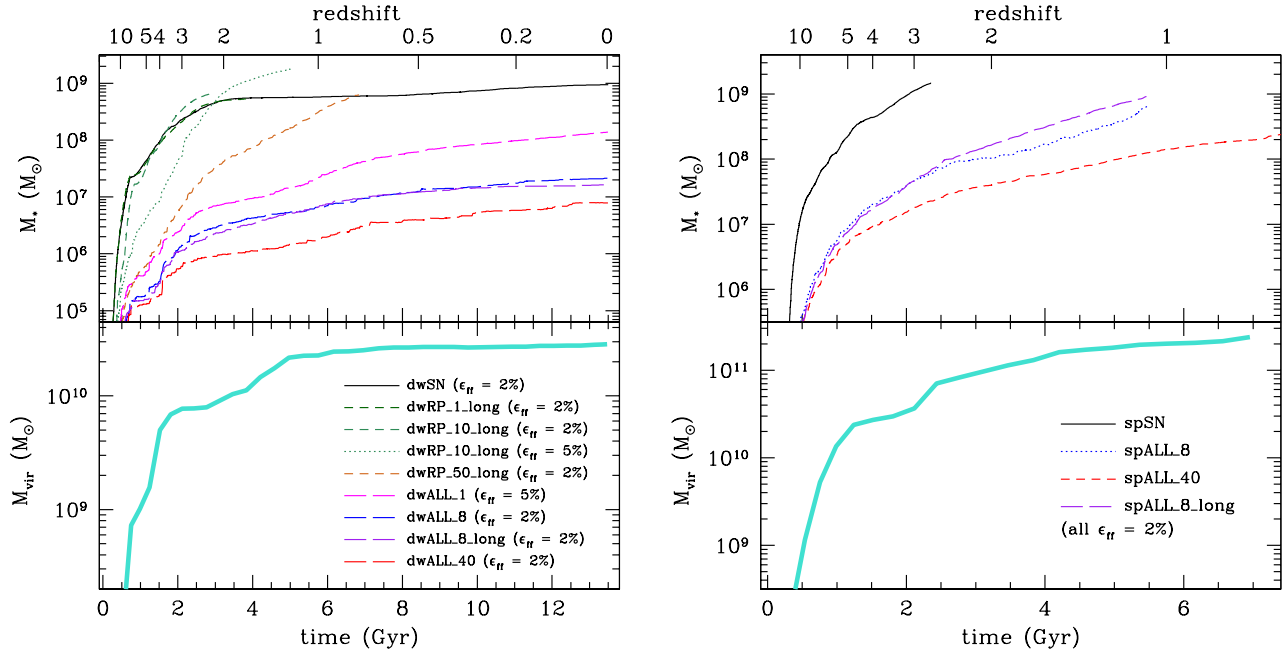 redshift
10 5 4 3 2 1 0.5 0.2 0
10⁹
10⁸
10⁷
10⁶
10⁵
M* (M⊙)
10¹⁰
10⁹
Mvir (M⊙)
dwSN (ϵff = 2%)
dwRP_1_long (ϵff = 2%)
dwRP_10_long (ϵff = 2%)
dwRP_10_long (ϵff = 5%)
dwRP_50_long (ϵff = 2%)
dwALL_1 (ϵff = 5%)
dwALL_8 (ϵff = 2%)
dwALL_8_long (ϵff = 2%)
dwALL_40 (ϵff = 2%)
0 2 4 6 8 10 12
time (Gyr)
redshift
10 5 4 3 2 1
10⁹
10⁸
10⁷
10⁶
M* (M⊙)
10¹¹
10¹⁰
10⁹
Mvir (M⊙)
spSN
spALL_8
spALL_40
spALL_8_long
(all ϵff = 2%)
0 2 4 6
time (Gyr)